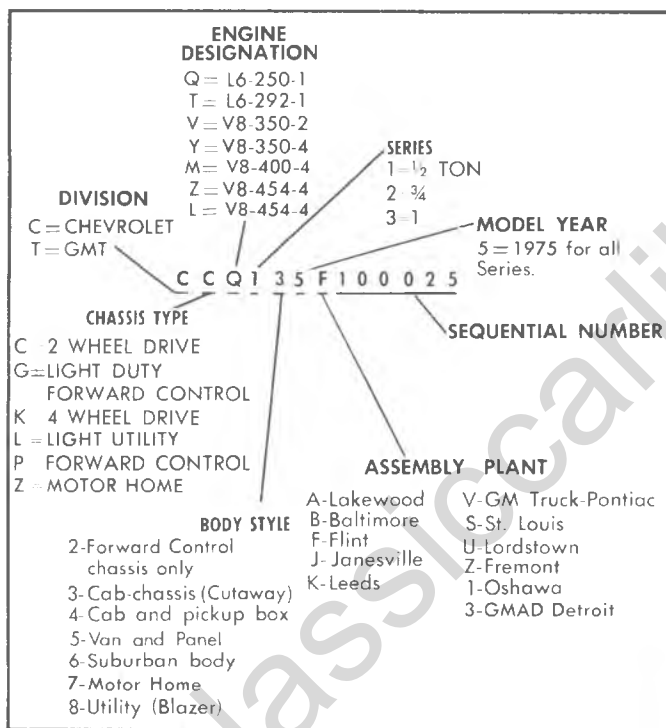 ENGINE
DESIGNATION
Q = L6-250-1
T = L6-292-1
V = V8-350-2
Y = V8-350-4
M = V8-400-4
Z = V8-454-4
L = V8-454-4
SERIES
1 = ½ TON
2 - ¾
3 = 1
DIVISION
C = CHEVROLET
T = GMT
MODEL YEAR
5 = 1975 for all
Series.
C C Q 1 3 5 F 1 0 0 0 2 5
CHASSIS TYPE
SEQUENTIAL NUMBER
C 2 WHEEL DRIVE
G=LIGHT DUTY
FORWARD CONTROL
K 4 WHEEL DRIVE
L = LIGHT UTILITY
P FORWARD CONTROL
Z = MOTOR HOME
ASSEMBLY PLANT
A-Lakewood
B-Baltimore
F-Flint
J-Janesville
K-Leeds
V-GM Truck-Pontiac
S-St. Louis
U-Lordstown
Z-Fremont
1-Oshawa
3-GMAD Detroit
BODY STYLE
2-Forward Control
chassis only
3-Cab-chassis (Cutaway)
4-Cab and pickup box
5-Van and Panel
6-Suburban body
7-Motor Home
8-Utility (Blazer)